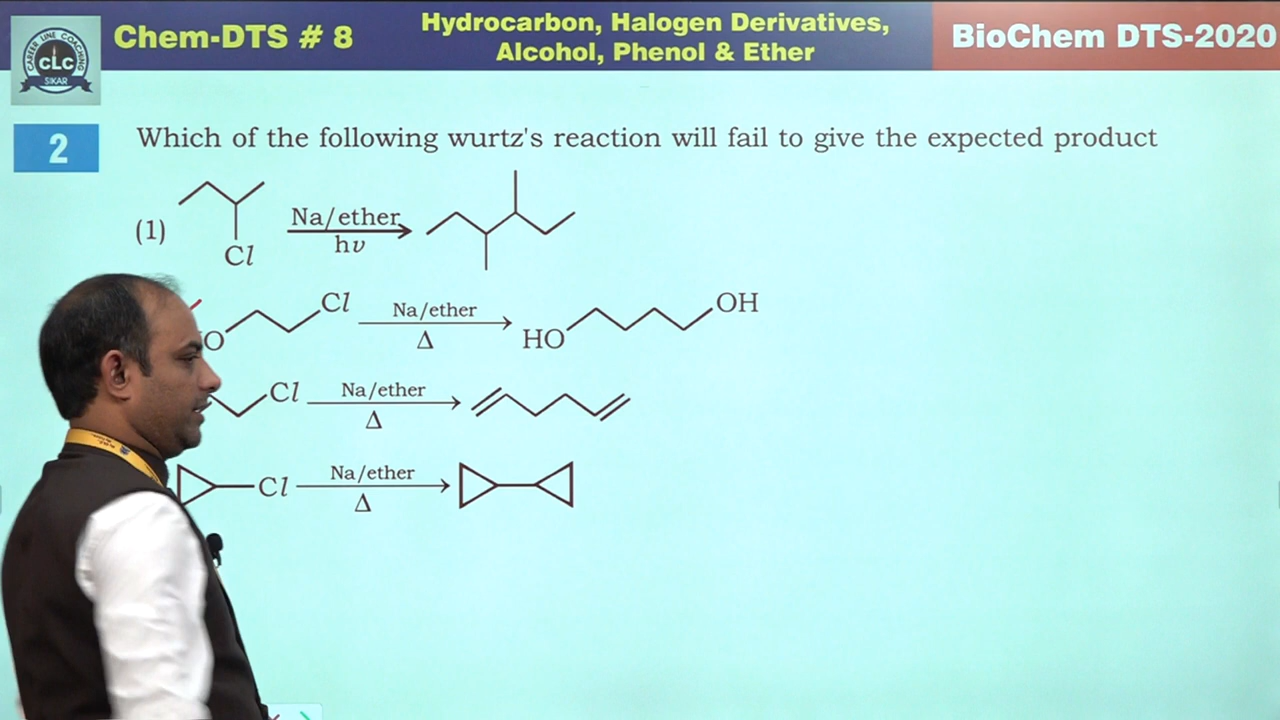 CAREER LINE COACHING
CLC
SIKAR
Chem-DTS # 8
Hydrocarbon, Halogen Derivatives,
Alcohol, Phenol & Ether
BioChem DTS-2020
2
Which of the following wurtz's reaction will fail to give the expected product
(1)
Cl
Na/ether
hν
O
Cl
Na/ether
Δ
HO
OH
Cl
Na/ether
Δ
Cl
Na/ether
Δ